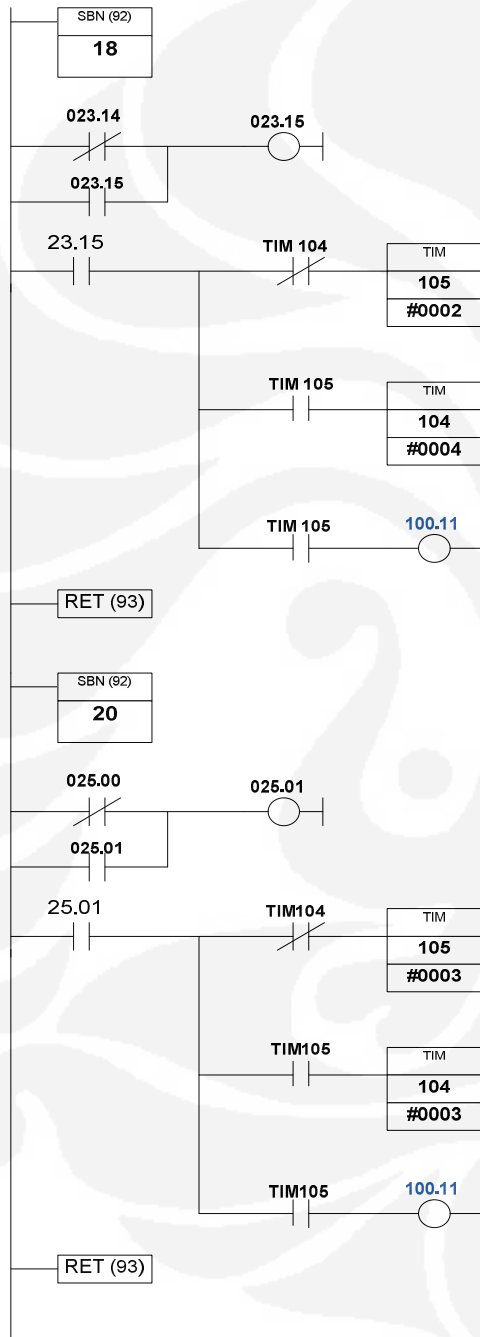 SBN (92)
18
023.14
023.15
023.15
23.15
TIM 104
TIM
105
#0002
TIM 105
TIM
104
#0004
TIM 105
100.11
RET (93)
SBN (92)
20
025.00
025.01
025.01
25.01
TIM104
TIM
105
#0003
TIM105
TIM
104
#0003
TIM105
100.11
RET (93)